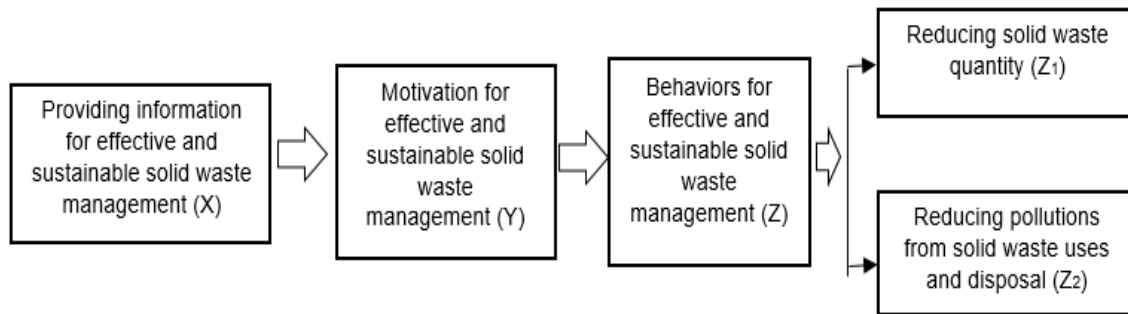 Providing information
for effective and
sustainable solid waste
management (X)
Motivation for
effective and
sustainable solid
waste
management (Y)
Behaviors for
effective and
sustainable solid
waste
management (Z)
Reducing solid waste
quantity (Z₁)
Reducing pollutions
from solid waste uses
and disposal (Z₂)